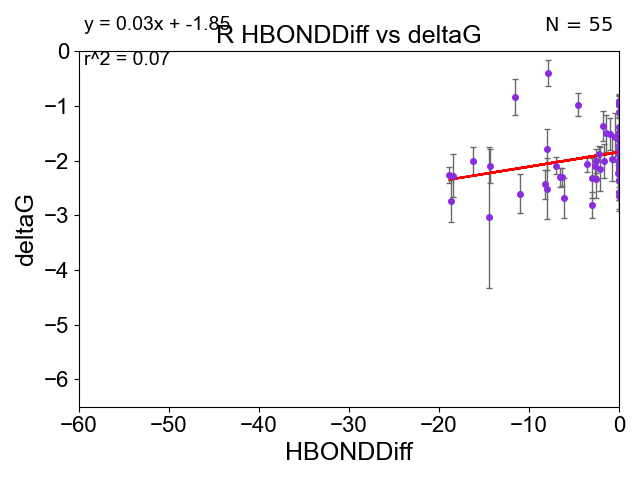 y = 0.03x + -1.85
R HBONDDiff vs deltaG
N = 55
r^2 = 0.07
0
−1
−2
−3
−4
−5
−6
deltaG
−60
−50
−40
−30
−20
−10
0
HBONDDiff